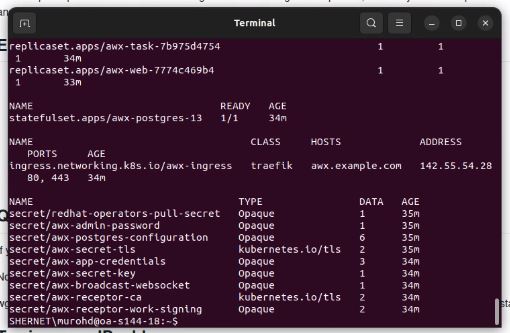 Terminal
replicaset.apps/awx-task-7b975d4754 1 1
1 34m
replicaset.apps/awx-web-7774c469b4 1 1
1 33m
NAME READY AGE
statefulset.apps/awx-postgres-13 1/1 34m
NAME CLASS HOSTS ADDRESS
PORTS AGE
ingress.networking.k8s.io/awx-ingress traefik awx.example.com 142.55.54.28
80, 443 34m
NAME TYPE DATA AGE
secret/redhat-operators-pull-secret Opaque 1 35m
secret/awx-admin-password Opaque 1 35m
secret/awx-postgres-configuration Opaque 6 35m
secret/awx-secret-tls kubernetes.io/tls 2 35m
secret/awx-app-credentials Opaque 3 34m
secret/awx-secret-key Opaque 1 34m
secret/awx-broadcast-websocket Opaque 1 34m
secret/awx-receptor-ca kubernetes.io/tls 2 34m
secret/awx-receptor-work-signing Opaque 2 34m
SHERNET\murohd@oa-s144-18:~$